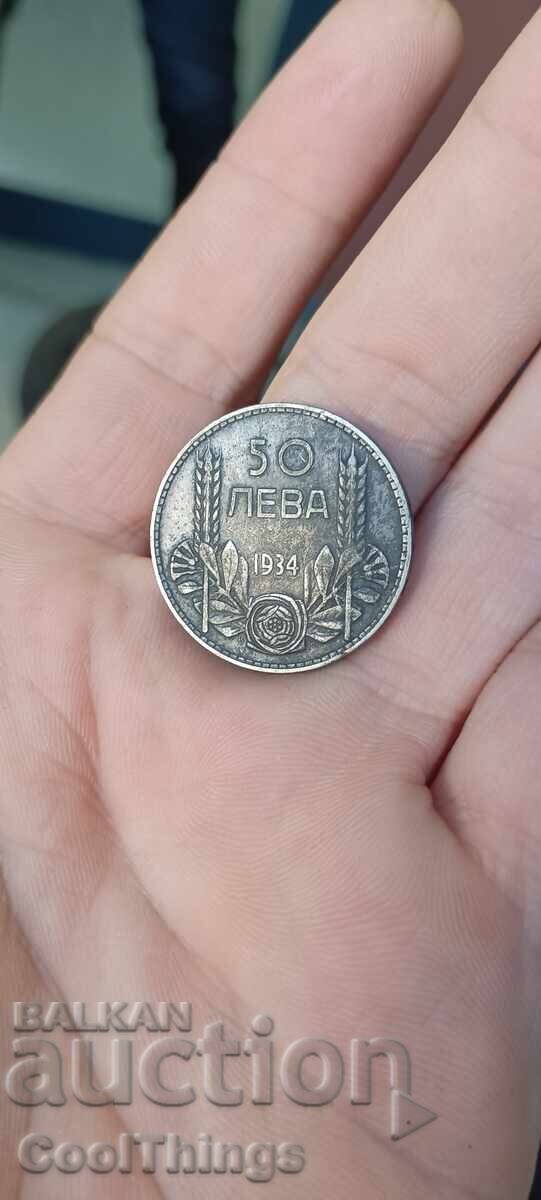 50
ЛЕВА
1934
BALKAN
auction
CoolThings